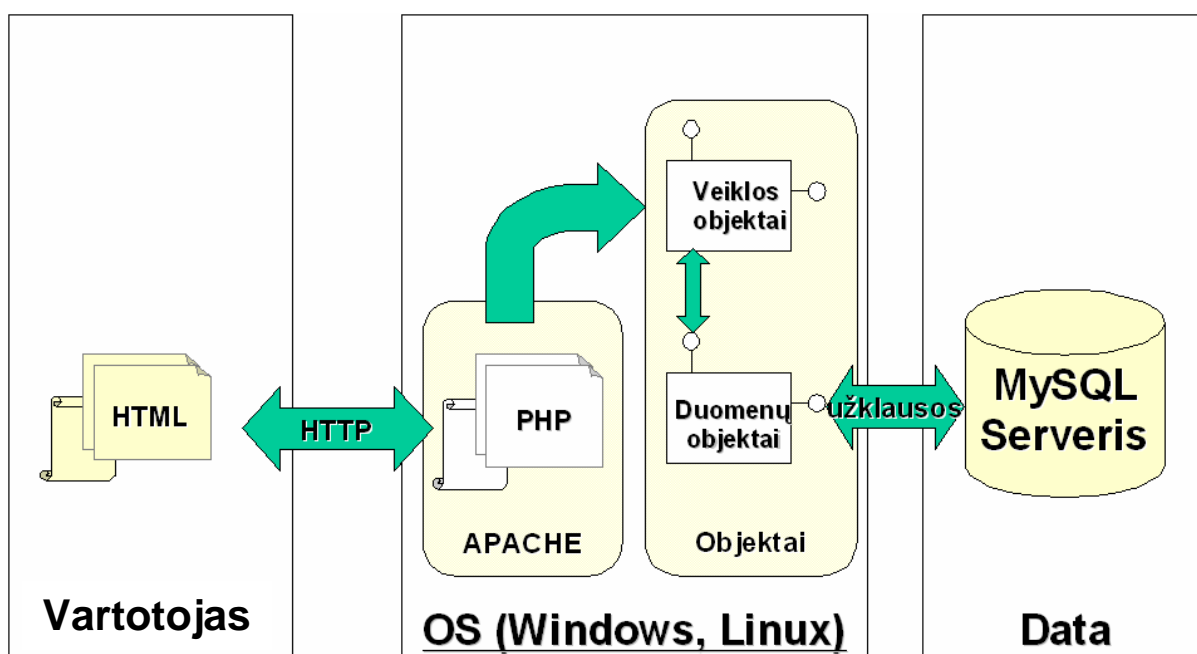 HTML
Vartotojas
HTTP
PHP
APACHE
Veiklos
objektai
Duomenų
objektai
Objektai
OS (Windows, Linux)
užklausos
MySQL
Serveris
Data